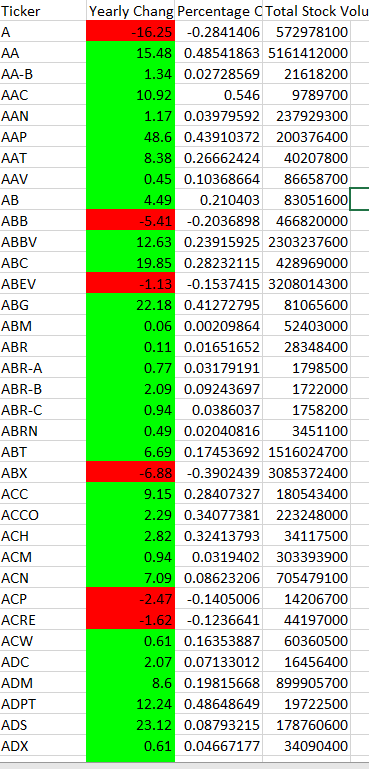 Ticker Yearly Chang Percentage C Total Stock Volu
A -16.25 -0.2841406 572978100
AA 15.48 0.48541863 5161412000
AA-B 1.34 0.02728569 21618200
AAC 10.92 0.546 9789700
AAN 1.17 0.03979592 237929300
AAP 48.6 0.43910372 200376400
AAT 8.38 0.26662424 40207800
AAV 0.45 0.10368664 86658700
AB 4.49 0.210403 83051600
ABB -5.41 -0.2036898 466820000
ABBV 12.63 0.23915925 2303237600
ABC 19.85 0.28232115 428969000
ABEV -1.13 -0.1537415 3208014300
ABG 22.18 0.41272795 81065600
ABM 0.06 0.00209864 52403000
ABR 0.11 0.01651652 28348400
ABR-A 0.77 0.03179191 1798500
ABR-B 2.09 0.09243697 1722000
ABR-C 0.94 0.0386037 1758200
ABRN 0.49 0.02040816 3451100
ABT 6.69 0.17453692 1516024700
ABX -6.88 -0.3902439 3085372400
ACC 9.15 0.28407327 180543400
ACCO 2.29 0.34077381 223248000
ACH 2.82 0.32413793 34117500
ACM 0.94 0.0319402 303393900
ACN 7.09 0.08623206 705479100
ACP -2.47 -0.1405006 14206700
ACRE -1.62 -0.1236641 44197000
ACW 0.61 0.16353887 60360500
ADC 2.07 0.07133012 16456400
ADM 8.6 0.19815668 899905700
ADPT 12.24 0.48648649 19722500
ADS 23.12 0.08793215 178760600
ADX 0.61 0.04667177 34090400